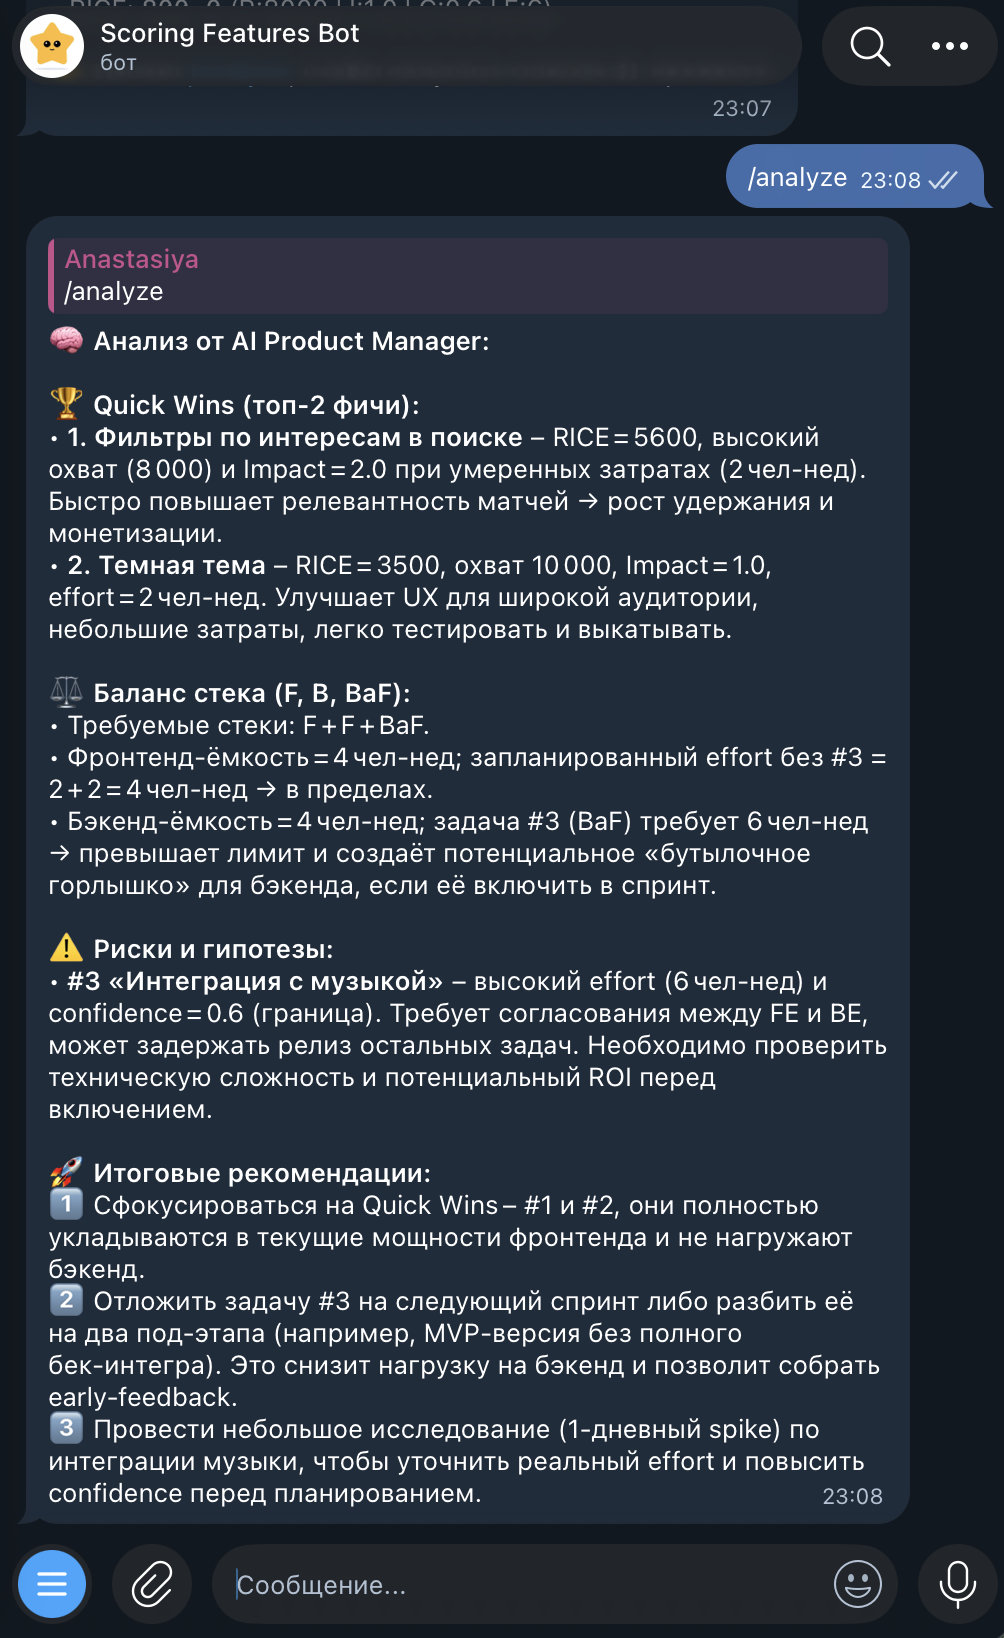 RICE: 800.0 (R:8000 | I:1.0 | C:0.6 | E:6)
Scoring Features Bot
бот
23:07
/analyze 23:08
Anastasiya
/analyze
🧠 Анализ от AI Product Manager:
🏆 Quick Wins (топ-2 фичи):
• 1. Фильтры по интересам в поиске – RICE = 5600, высокий
охват (8 000) и Impact = 2.0 при умеренных затратах (2 чел-нед).
Быстро повышает релевантность матчей → рост удержания и
монетизации.
• 2. Темная тема – RICE = 3500, охват 10 000, Impact = 1.0,
effort = 2 чел-нед. Улучшает UX для широкой аудитории,
небольшие затраты, легко тестировать и выкатывать.
⚖️ Баланс стека (F, B, BaF):
• Требуемые стеки: F + F + BaF.
• Фронтенд-ёмкость = 4 чел-нед; запланированный effort без #3 =
2 + 2 = 4 чел-нед → в пределах.
• Бэкенд-ёмкость = 4 чел-нед; задача #3 (BaF) требует 6 чел-нед
→ превышает лимит и создаёт потенциальное «бутылочное
горлышко» для бэкенда, если её включить в спринт.
⚠️ Риски и гипотезы:
• #3 «Интеграция с музыкой» – высокий effort (6 чел-нед) и
confidence = 0.6 (граница). Требует согласования между FE и BE,
может задержать релиз остальных задач. Необходимо проверить
техническую сложность и потенциальный ROI перед
включением.
🚀 Итоговые рекомендации:
1️⃣ Сфокусироваться на Quick Wins – #1 и #2, они полностью
укладываются в текущие мощности фронтенда и не нагружают
бэкенд.
2️⃣ Отложить задачу #3 на следующий спринт либо разбить её
на два под-этапа (например, MVP-версия без полного
бек-интегра). Это снизит нагрузку на бэкенд и позволит собрать
early-feedback.
3️⃣ Провести небольшое исследование (1-дневный spike) по
интеграции музыки, чтобы уточнить реальный effort и повысить
confidence перед планированием.
23:08
Сообщение...